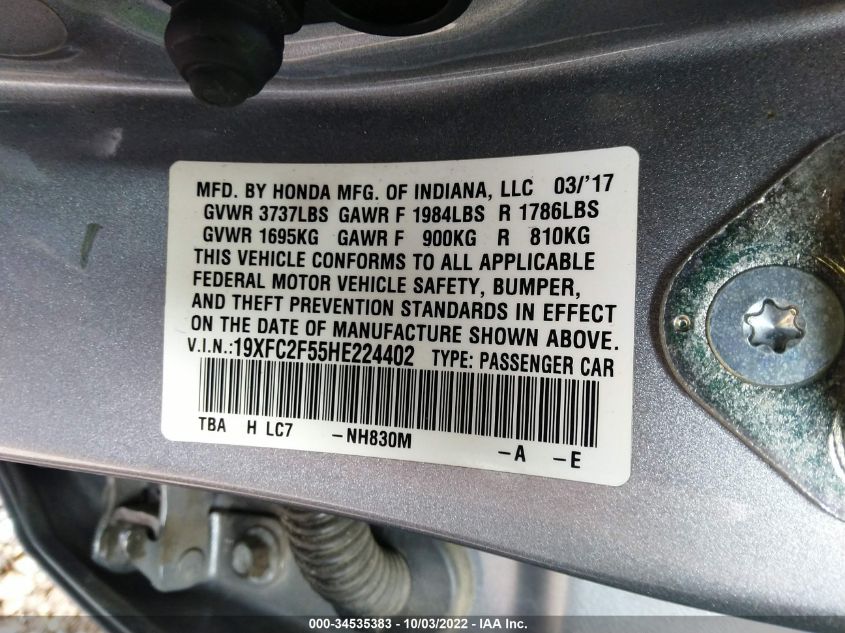 MFD. BY HONDA MFG. OF INDIANA, LLC 03/'17
GVWR 3737LBS GAWR F 1984LBS R 1786LBS
GVWR 1695KG GAWR F 900KG R 810KG
THIS VEHICLE CONFORMS TO ALL APPLICABLE
FEDERAL MOTOR VEHICLE SAFETY, BUMPER,
AND THEFT PREVENTION STANDARDS IN EFFECT
ON THE DATE OF MANUFACTURE SHOWN ABOVE.
V.I.N.:19XFC2F55HE224402 TYPE: PASSENGER CAR
TBA H LC7 -NH830M -A -E
000-34535383 - 10/03/2022 - IAA Inc.